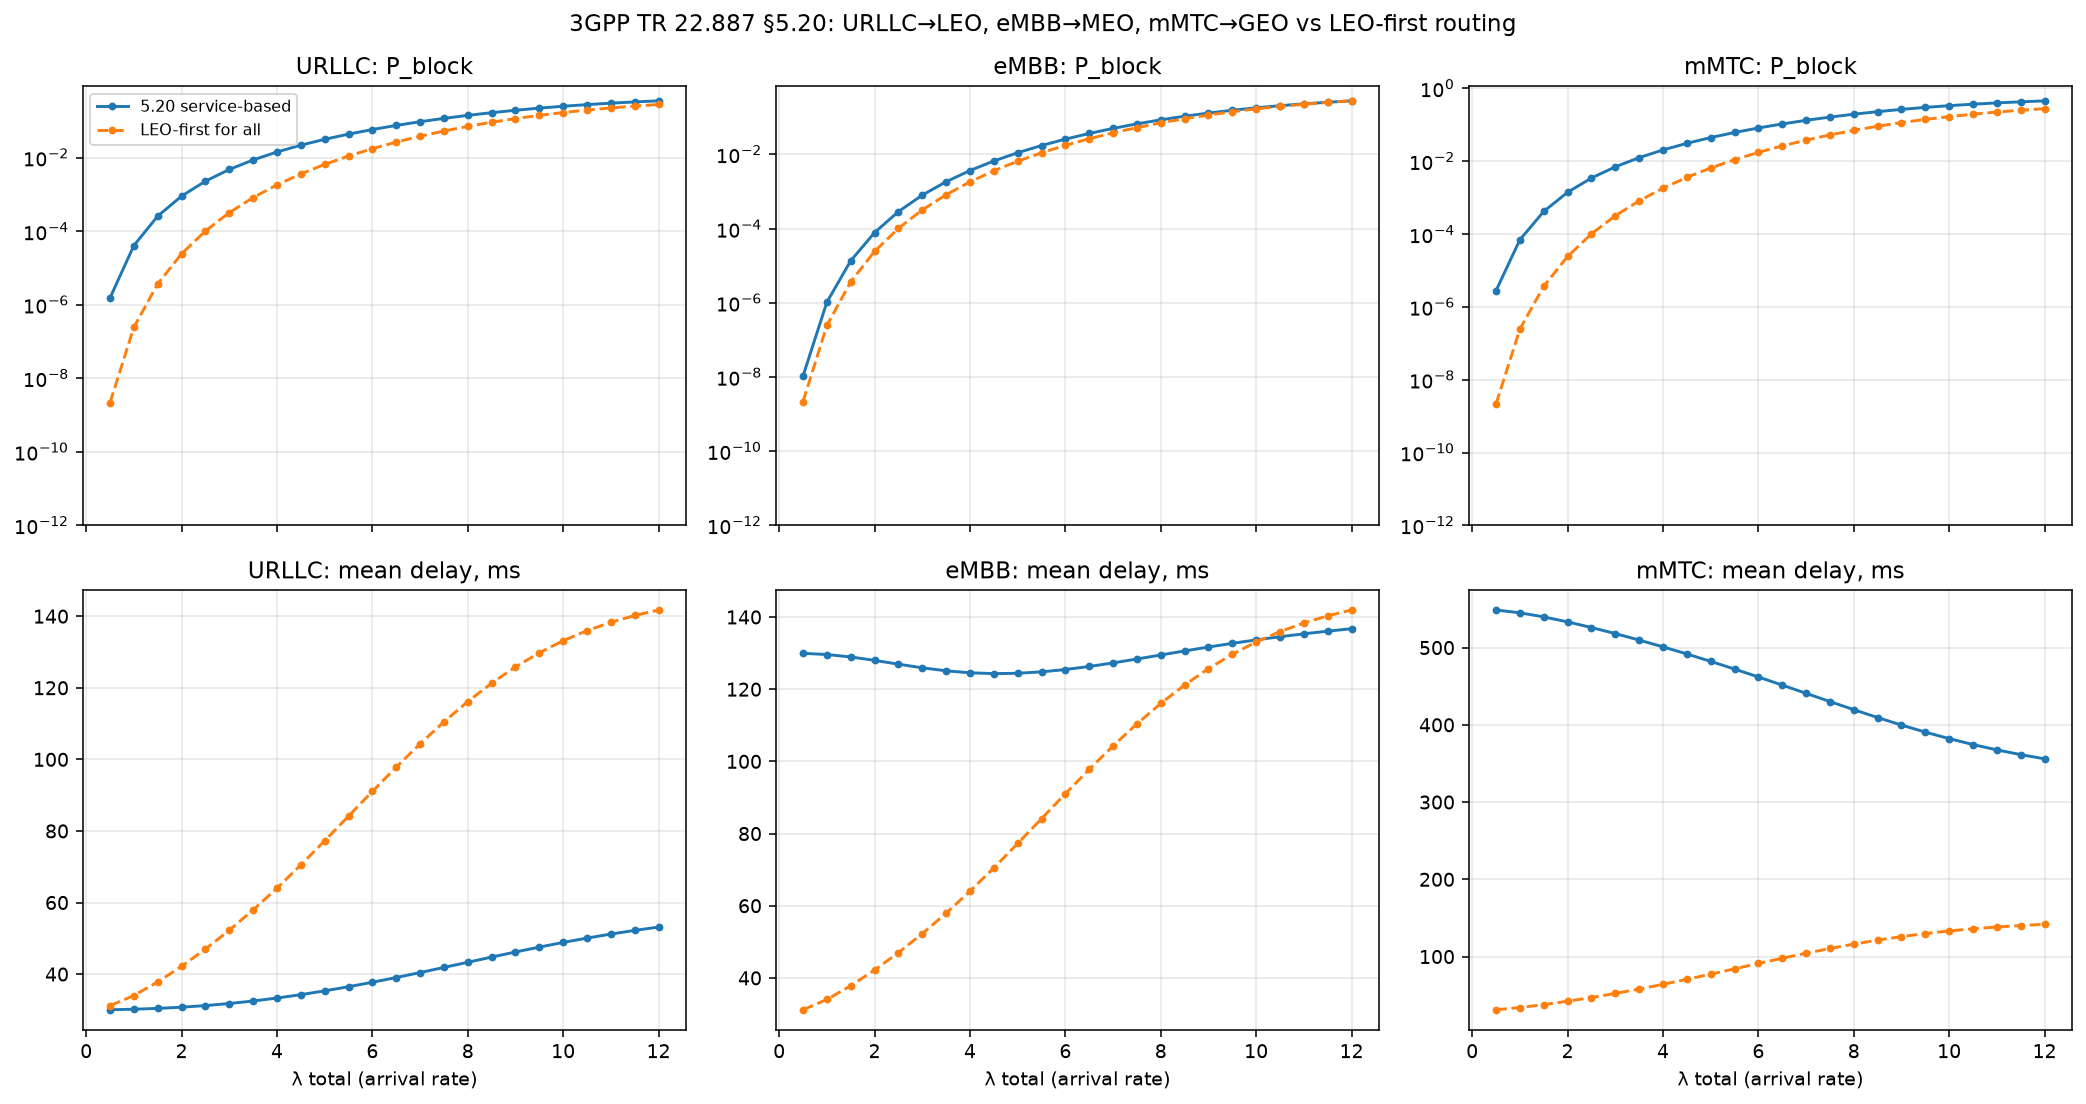 3GPP TR 22.887 §5.20: URLLC→LEO, eMBB→MEO, mMTC→GEO vs LEO-first routing
URLLC: P_block
5.20 service-based
LEO-first for all
10⁻²
10⁻⁴
10⁻⁶
10⁻⁸
10⁻¹⁰
10⁻¹²
eMBB: P_block
10⁻²
10⁻⁴
10⁻⁶
10⁻⁸
10⁻¹⁰
10⁻¹²
mMTC: P_block
10⁰
10⁻²
10⁻⁴
10⁻⁶
10⁻⁸
10⁻¹⁰
10⁻¹²
URLLC: mean delay, ms
140
120
100
80
60
40
0 2 4 6 8 10 12
λ total (arrival rate)
eMBB: mean delay, ms
140
120
100
80
60
40
0 2 4 6 8 10 12
λ total (arrival rate)
mMTC: mean delay, ms
500
400
300
200
100
0 2 4 6 8 10 12
λ total (arrival rate)